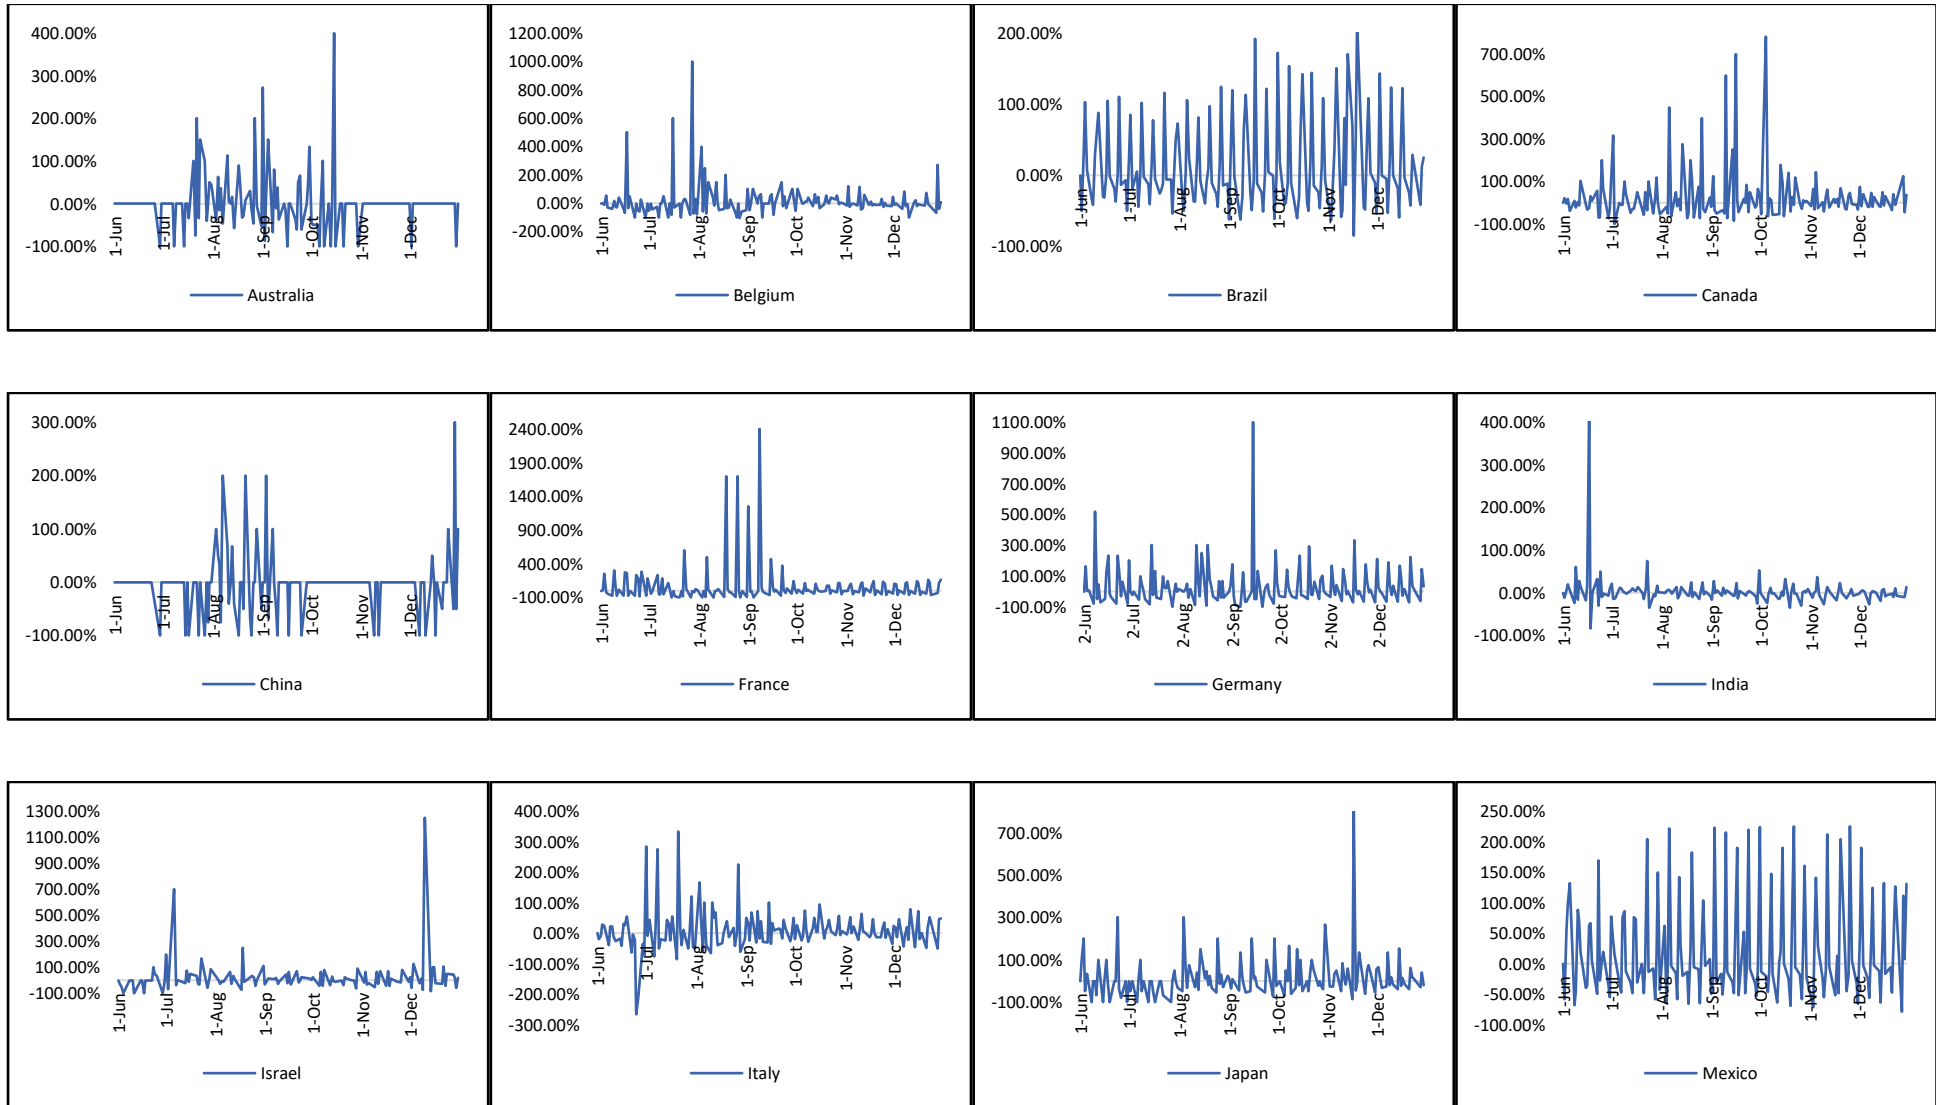 400.00%
300.00%
200.00%
100.00%
0.00%
-100.00%
1-Jun
1-Jul
1-Aug
1-Sep
1-Oct
1-Nov
1-Dec
Australia
1200.00%
1000.00%
800.00%
600.00%
400.00%
200.00%
0.00%
-200.00%
1-Jun
1-Jul
1-Aug
1-Sep
1-Oct
1-Nov
1-Dec
Belgium
200.00%
100.00%
0.00%
-100.00%
1-Jun
1-Jul
1-Aug
1-Sep
1-Oct
1-Nov
1-Dec
Brazil
700.00%
500.00%
300.00%
100.00%
-100.00%
1-Jun
1-Jul
1-Aug
1-Sep
1-Oct
1-Nov
1-Dec
Canada
300.00%
200.00%
100.00%
0.00%
-100.00%
1-Jun
1-Jul
1-Aug
1-Sep
1-Oct
1-Nov
1-Dec
China
2400.00%
1900.00%
1400.00%
900.00%
400.00%
-100.00%
1-Jun
1-Jul
1-Aug
1-Sep
1-Oct
1-Nov
1-Dec
France
1100.00%
900.00%
700.00%
500.00%
300.00%
100.00%
-100.00%
2-Jun
2-Jul
2-Aug
2-Sep
2-Oct
2-Nov
2-Dec
Germany
400.00%
300.00%
200.00%
100.00%
0.00%
-100.00%
1-Jun
1-Jul
1-Aug
1-Sep
1-Oct
1-Nov
1-Dec
India
1300.00%
1100.00%
900.00%
700.00%
500.00%
300.00%
100.00%
-100.00%
1-Jun
1-Jul
1-Aug
1-Sep
1-Oct
1-Nov
1-Dec
Israel
400.00%
300.00%
200.00%
100.00%
0.00%
-100.00%
-200.00%
-300.00%
1-Jun
1-Jul
1-Aug
1-Sep
1-Oct
1-Nov
1-Dec
Italy
700.00%
500.00%
300.00%
100.00%
-100.00%
1-Jun
1-Jul
1-Aug
1-Sep
1-Oct
1-Nov
1-Dec
Japan
250.00%
200.00%
150.00%
100.00%
50.00%
0.00%
-50.00%
-100.00%
1-Jun
1-Jul
1-Aug
1-Sep
1-Oct
1-Nov
1-Dec
Mexico